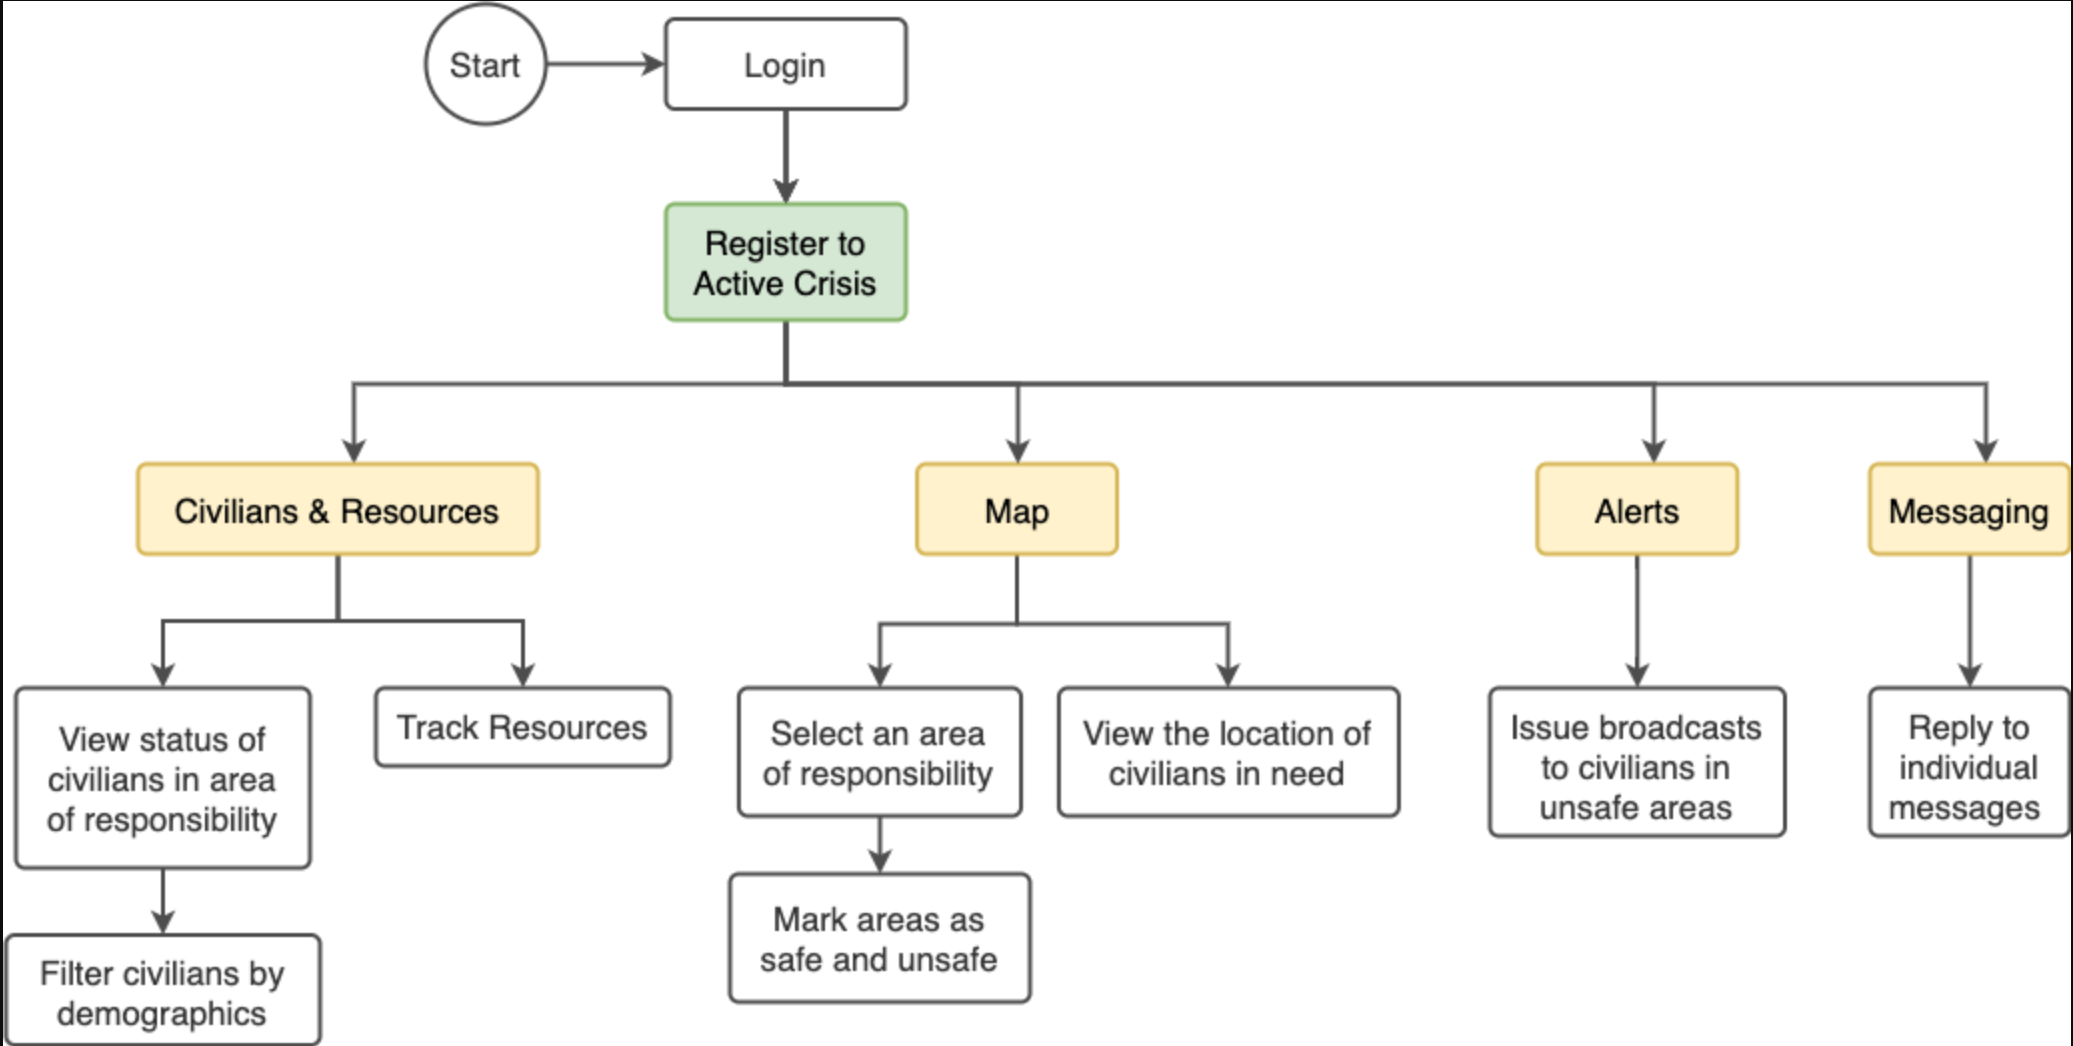 Start
Login
Register to
Active Crisis
Civilians & Resources
Map
Alerts
Messaging
View status of
civilians in area
of responsibility
Track Resources
Select an area
of responsibility
View the location of
civilians in need
Issue broadcasts
to civilians in
unsafe areas
Reply to
individual
messages
Filter civilians by
demographics
Mark areas as
safe and unsafe